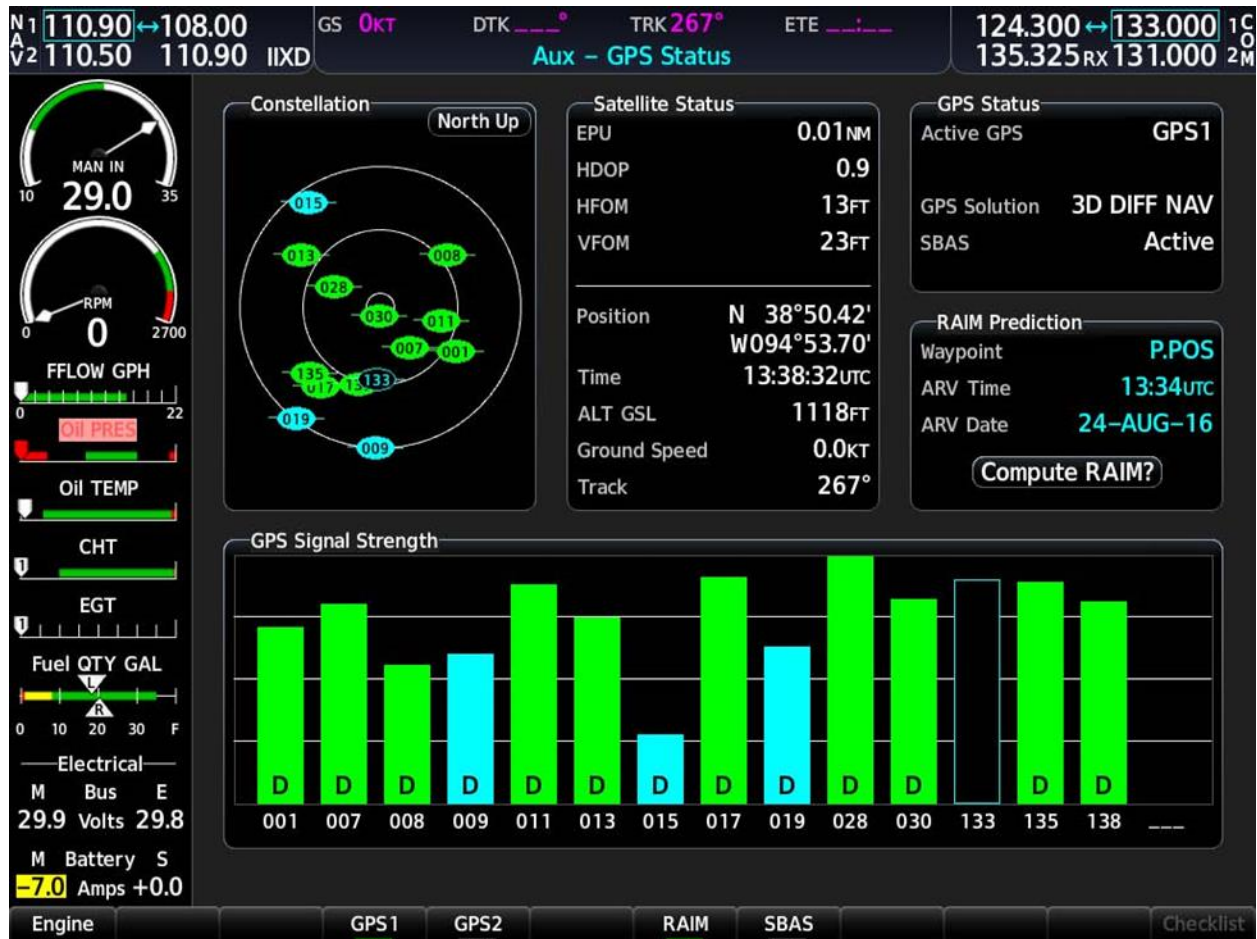 N 1 110.90 ↔ 108.00
A
V 2 110.50 110.90 IIXD
GS 0KT DTK ___° TRK 267° ETE __:__
Aux – GPS Status
124.300 ↔ 133.000 1 C
O
135.325 RX 131.000 2 M
MAN IN
10 29.0 35
RPM
0 0 2700
FFLOW GPH
0 22
Oil PRES
Oil TEMP
CHT
1
EGT
1
Fuel QTY GAL
L
R
0 10 20 30 F
Electrical
M Bus E
29.9 Volts 29.8
M Battery S
-7.0 Amps +0.0
Constellation
North Up
015
013 008
028
030 011
007 001
135
017 133
019
009
Satellite Status
EPU 0.01NM
HDOP 0.9
HFOM 13FT
VFOM 23FT
Position N 38°50.42'
W094°53.70'
Time 13:38:32UTC
ALT GSL 1118FT
Ground Speed 0.0KT
Track 267°
GPS Status
Active GPS GPS1
GPS Solution 3D DIFF NAV
SBAS Active
RAIM Prediction
Waypoint P.POS
ARV Time 13:34UTC
ARV Date 24-AUG-16
Compute RAIM?
GPS Signal Strength
D D D D D D D D D D D D D
001 007 008 009 011 013 015 017 019 028 030 133 135 138 ___
Engine GPS1 GPS2 RAIM SBAS Checklist